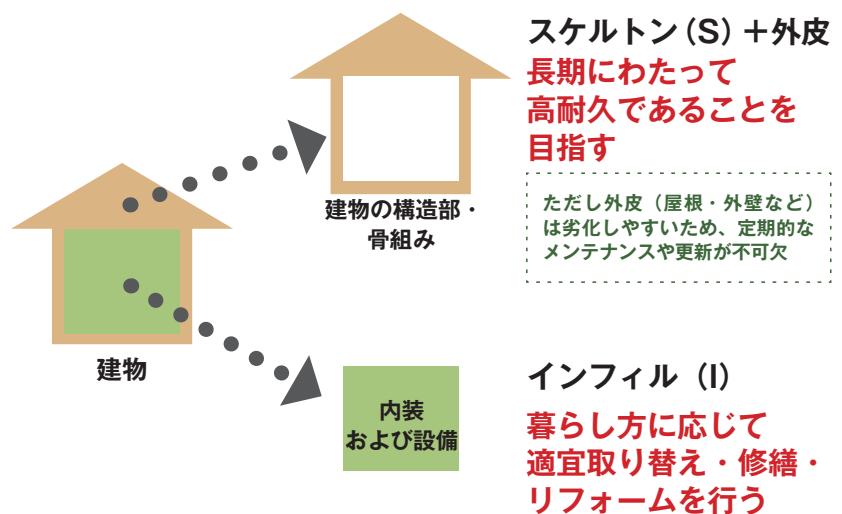 スケルトン(S)＋外皮
長期にわたって
高耐久であることを
目指す
ただし外皮（屋根・外壁など）
は劣化しやすいため、定期的な
メンテナンスや更新が不可欠
建物の構造部・
骨組み
建物
インフィル（I）
暮らし方に応じて
適宜取り替え・修繕・
リフォームを行う
内装
および設備